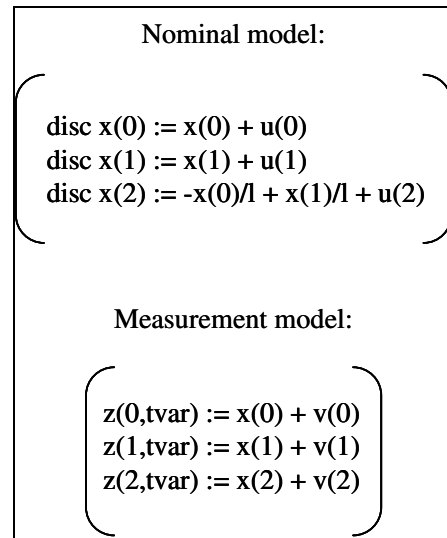 Nominal model:
disc x(0) := x(0) + u(0)
disc x(1) := x(1) + u(1)
disc x(2) := -x(0)/l + x(1)/l + u(2)
Measurement model:
z(0,tvar) := x(0) + v(0)
z(1,tvar) := x(1) + v(1)
z(2,tvar) := x(2) + v(2)